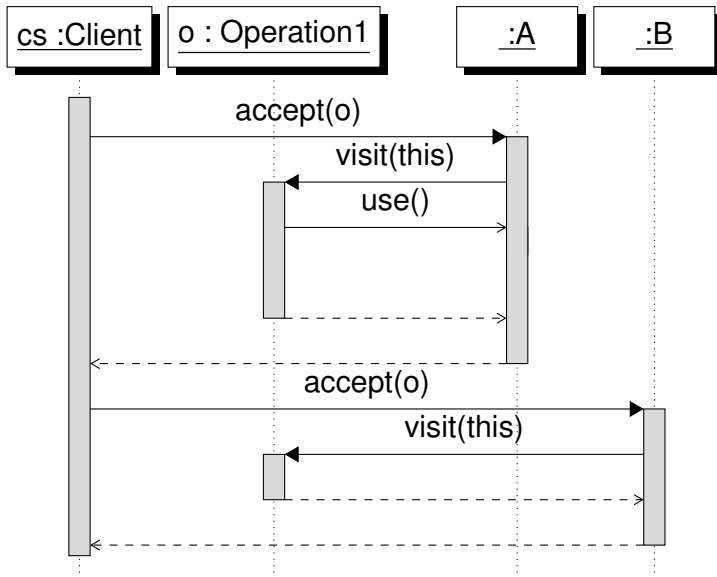 cs :Client
o : Operation1
:A
:B
accept(o)
visit(this)
use()
accept(o)
visit(this)